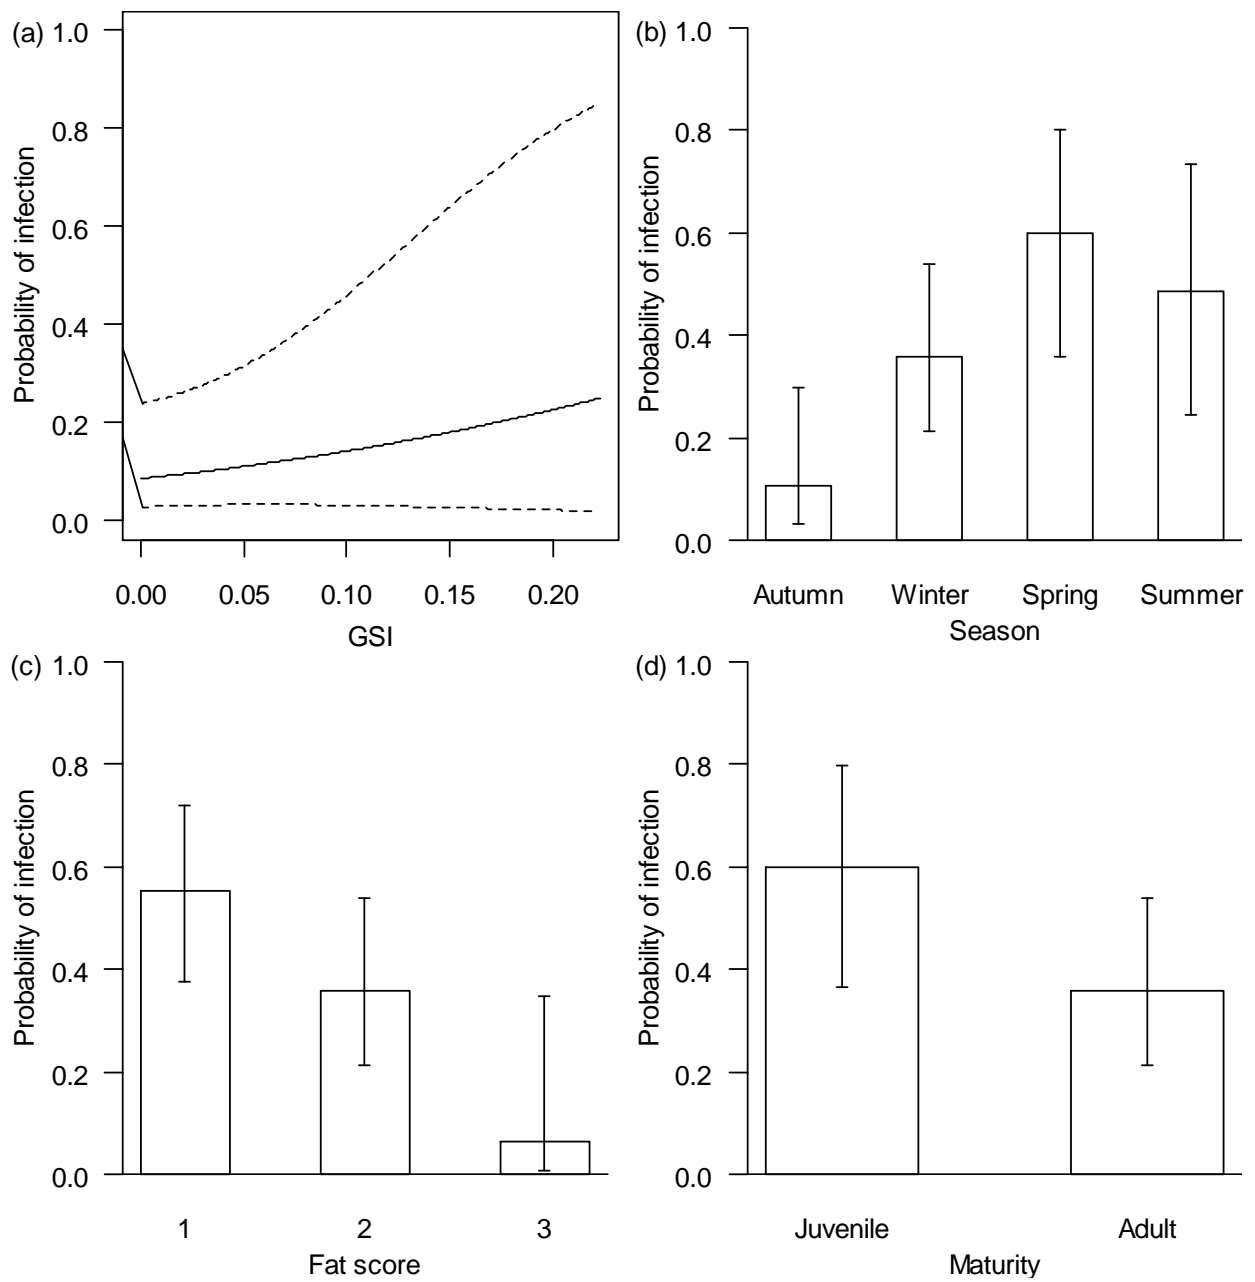 (a)
Probability of infection
1.0
0.8
0.6
0.4
0.2
0.0
0.00 0.05 0.10 0.15 0.20
GSI
(b)
Probability of infection
1.0
0.8
0.6
0.4
0.2
0.0
Autumn Winter Spring Summer
Season
(c)
Probability of infection
1.0
0.8
0.6
0.4
0.2
0.0
1 2 3
Fat score
(d)
Probability of infection
1.0
0.8
0.6
0.4
0.2
0.0
Juvenile Adult
Maturity